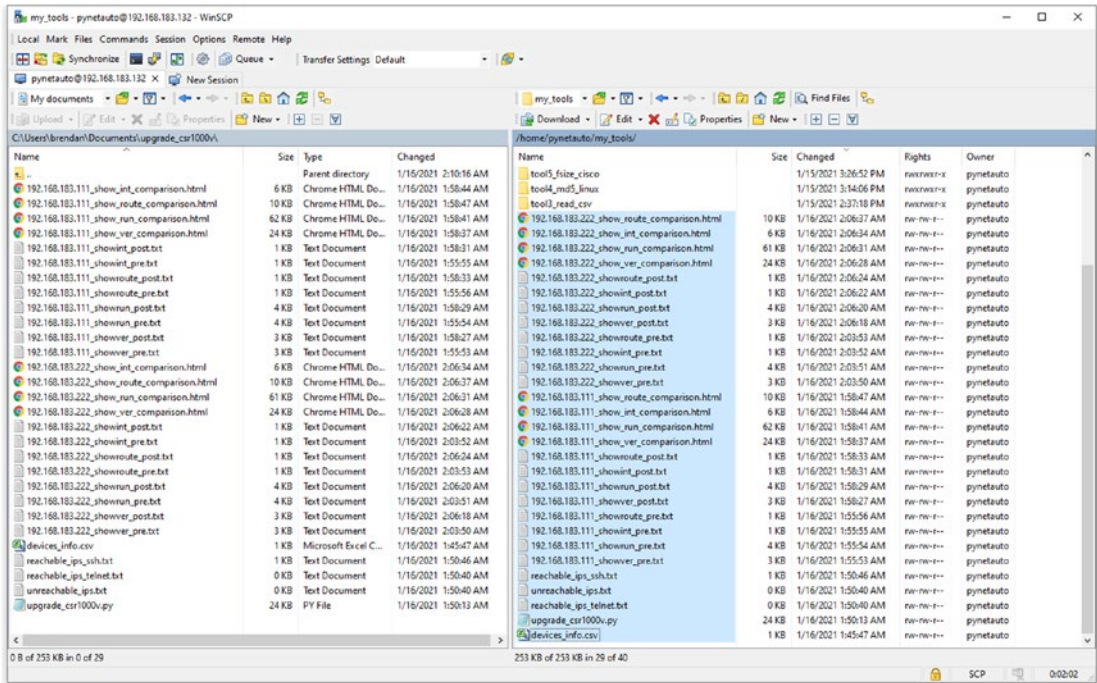 my_tools - pynetauto@192.168.183.132 - WinSCP
Local Mark Files Commands Session Options Remote Help
Synchronize Queue Transfer Settings Default
pynetauto@192.168.183.132 New Session
My documents
my_tools Find Files
Upload Edit Properties New
Download Edit Properties New
C:\Users\brendan\Documents\upgrade_csr1000v\
Name Size Type Changed
.. Parent directory 1/16/2021 2:10:16 AM
192.168.183.111_show_int_comparison.html 6 KB Chrome HTML Do... 1/16/2021 1:58:44 AM
192.168.183.111_show_route_comparison.html 10 KB Chrome HTML Do... 1/16/2021 1:58:47 AM
192.168.183.111_show_run_comparison.html 62 KB Chrome HTML Do... 1/16/2021 1:58:41 AM
192.168.183.111_show_ver_comparison.html 24 KB Chrome HTML Do... 1/16/2021 1:58:37 AM
192.168.183.111_showint_post.txt 1 KB Text Document 1/16/2021 1:58:31 AM
192.168.183.111_showint_pre.txt 1 KB Text Document 1/16/2021 1:55:55 AM
192.168.183.111_showroute_post.txt 1 KB Text Document 1/16/2021 1:58:33 AM
192.168.183.111_showroute_pre.txt 1 KB Text Document 1/16/2021 1:55:56 AM
192.168.183.111_showrun_post.txt 4 KB Text Document 1/16/2021 1:58:29 AM
192.168.183.111_showrun_pre.txt 4 KB Text Document 1/16/2021 1:55:54 AM
192.168.183.111_showver_post.txt 3 KB Text Document 1/16/2021 1:58:27 AM
192.168.183.111_showver_pre.txt 3 KB Text Document 1/16/2021 1:55:53 AM
192.168.183.222_show_int_comparison.html 6 KB Chrome HTML Do... 1/16/2021 2:06:34 AM
192.168.183.222_show_route_comparison.html 10 KB Chrome HTML Do... 1/16/2021 2:06:37 AM
192.168.183.222_show_run_comparison.html 61 KB Chrome HTML Do... 1/16/2021 2:06:31 AM
192.168.183.222_show_ver_comparison.html 24 KB Chrome HTML Do... 1/16/2021 2:06:28 AM
192.168.183.222_showint_post.txt 1 KB Text Document 1/16/2021 2:06:22 AM
192.168.183.222_showint_pre.txt 1 KB Text Document 1/16/2021 2:03:52 AM
192.168.183.222_showroute_post.txt 1 KB Text Document 1/16/2021 2:06:24 AM
192.168.183.222_showroute_pre.txt 1 KB Text Document 1/16/2021 2:03:53 AM
192.168.183.222_showrun_post.txt 4 KB Text Document 1/16/2021 2:06:20 AM
192.168.183.222_showrun_pre.txt 4 KB Text Document 1/16/2021 2:03:51 AM
192.168.183.222_showver_post.txt 3 KB Text Document 1/16/2021 2:06:18 AM
192.168.183.222_showver_pre.txt 3 KB Text Document 1/16/2021 2:03:50 AM
devices_info.csv 1 KB Microsoft Excel C... 1/16/2021 1:45:47 AM
reachable_ips_ssh.txt 1 KB Text Document 1/16/2021 1:50:46 AM
reachable_ips_telnet.txt 0 KB Text Document 1/16/2021 1:50:40 AM
unreachable_ips.txt 0 KB Text Document 1/16/2021 1:50:40 AM
upgrade_csr1000v.py 24 KB PY File 1/16/2021 1:50:13 AM
0 B of 253 KB in 0 of 29
/home/pynetauto/my_tools/
Name Size Changed Rights Owner
tool5_fsize_cisco 1/15/2021 3:26:52 PM rwxrwxr-x pynetauto
tool4_md5_linux 1/15/2021 3:14:06 PM rwxrwxr-x pynetauto
tool3_read_csv 1/15/2021 2:37:18 PM rwxrwxr-x pynetauto
192.168.183.222_show_route_comparison.html 10 KB 1/16/2021 2:06:37 AM rw-rw-r-- pynetauto
192.168.183.222_show_int_comparison.html 6 KB 1/16/2021 2:06:34 AM rw-rw-r-- pynetauto
192.168.183.222_show_run_comparison.html 61 KB 1/16/2021 2:06:31 AM rw-rw-r-- pynetauto
192.168.183.222_show_ver_comparison.html 24 KB 1/16/2021 2:06:28 AM rw-rw-r-- pynetauto
192.168.183.222_showroute_post.txt 1 KB 1/16/2021 2:06:24 AM rw-rw-r-- pynetauto
192.168.183.222_showint_post.txt 1 KB 1/16/2021 2:06:22 AM rw-rw-r-- pynetauto
192.168.183.222_showrun_post.txt 4 KB 1/16/2021 2:06:20 AM rw-rw-r-- pynetauto
192.168.183.222_showver_post.txt 3 KB 1/16/2021 2:06:18 AM rw-rw-r-- pynetauto
192.168.183.222_showroute_pre.txt 1 KB 1/16/2021 2:03:53 AM rw-rw-r-- pynetauto
192.168.183.222_showint_pre.txt 1 KB 1/16/2021 2:03:52 AM rw-rw-r-- pynetauto
192.168.183.222_showrun_pre.txt 4 KB 1/16/2021 2:03:51 AM rw-rw-r-- pynetauto
192.168.183.222_showver_pre.txt 3 KB 1/16/2021 2:03:50 AM rw-rw-r-- pynetauto
192.168.183.111_show_route_comparison.html 10 KB 1/16/2021 1:58:47 AM rw-rw-r-- pynetauto
192.168.183.111_show_int_comparison.html 6 KB 1/16/2021 1:58:44 AM rw-rw-r-- pynetauto
192.168.183.111_show_run_comparison.html 62 KB 1/16/2021 1:58:41 AM rw-rw-r-- pynetauto
192.168.183.111_show_ver_comparison.html 24 KB 1/16/2021 1:58:37 AM rw-rw-r-- pynetauto
192.168.183.111_showroute_post.txt 1 KB 1/16/2021 1:58:33 AM rw-rw-r-- pynetauto
192.168.183.111_showint_post.txt 1 KB 1/16/2021 1:58:31 AM rw-rw-r-- pynetauto
192.168.183.111_showrun_post.txt 4 KB 1/16/2021 1:58:29 AM rw-rw-r-- pynetauto
192.168.183.111_showver_post.txt 3 KB 1/16/2021 1:58:27 AM rw-rw-r-- pynetauto
192.168.183.111_showroute_pre.txt 1 KB 1/16/2021 1:55:56 AM rw-rw-r-- pynetauto
192.168.183.111_showint_pre.txt 1 KB 1/16/2021 1:55:55 AM rw-rw-r-- pynetauto
192.168.183.111_showrun_pre.txt 4 KB 1/16/2021 1:55:54 AM rw-rw-r-- pynetauto
192.168.183.111_showver_pre.txt 3 KB 1/16/2021 1:55:53 AM rw-rw-r-- pynetauto
reachable_ips_ssh.txt 1 KB 1/16/2021 1:50:46 AM rw-rw-r-- pynetauto
unreachable_ips.txt 0 KB 1/16/2021 1:50:40 AM rw-rw-r-- pynetauto
reachable_ips_telnet.txt 0 KB 1/16/2021 1:50:40 AM rw-rw-r-- pynetauto
upgrade_csr1000v.py 24 KB 1/16/2021 1:50:13 AM rw-rw-r-- pynetauto
devices_info.csv 1 KB 1/16/2021 1:45:47 AM rw-rw-r-- pynetauto
253 KB of 253 KB in 29 of 40
SCP 0:02:02